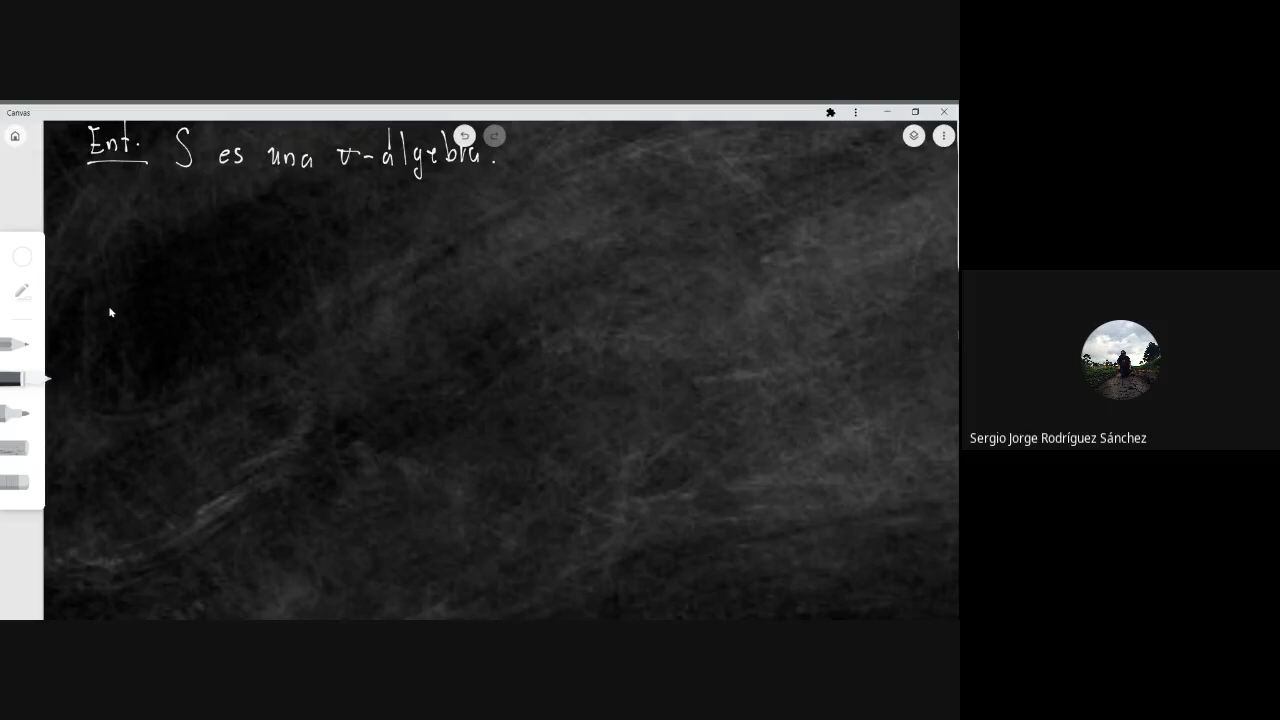 Canvas
Ent. S es una σ-álgebra.
Sergio Jorge Rodríguez Sánchez